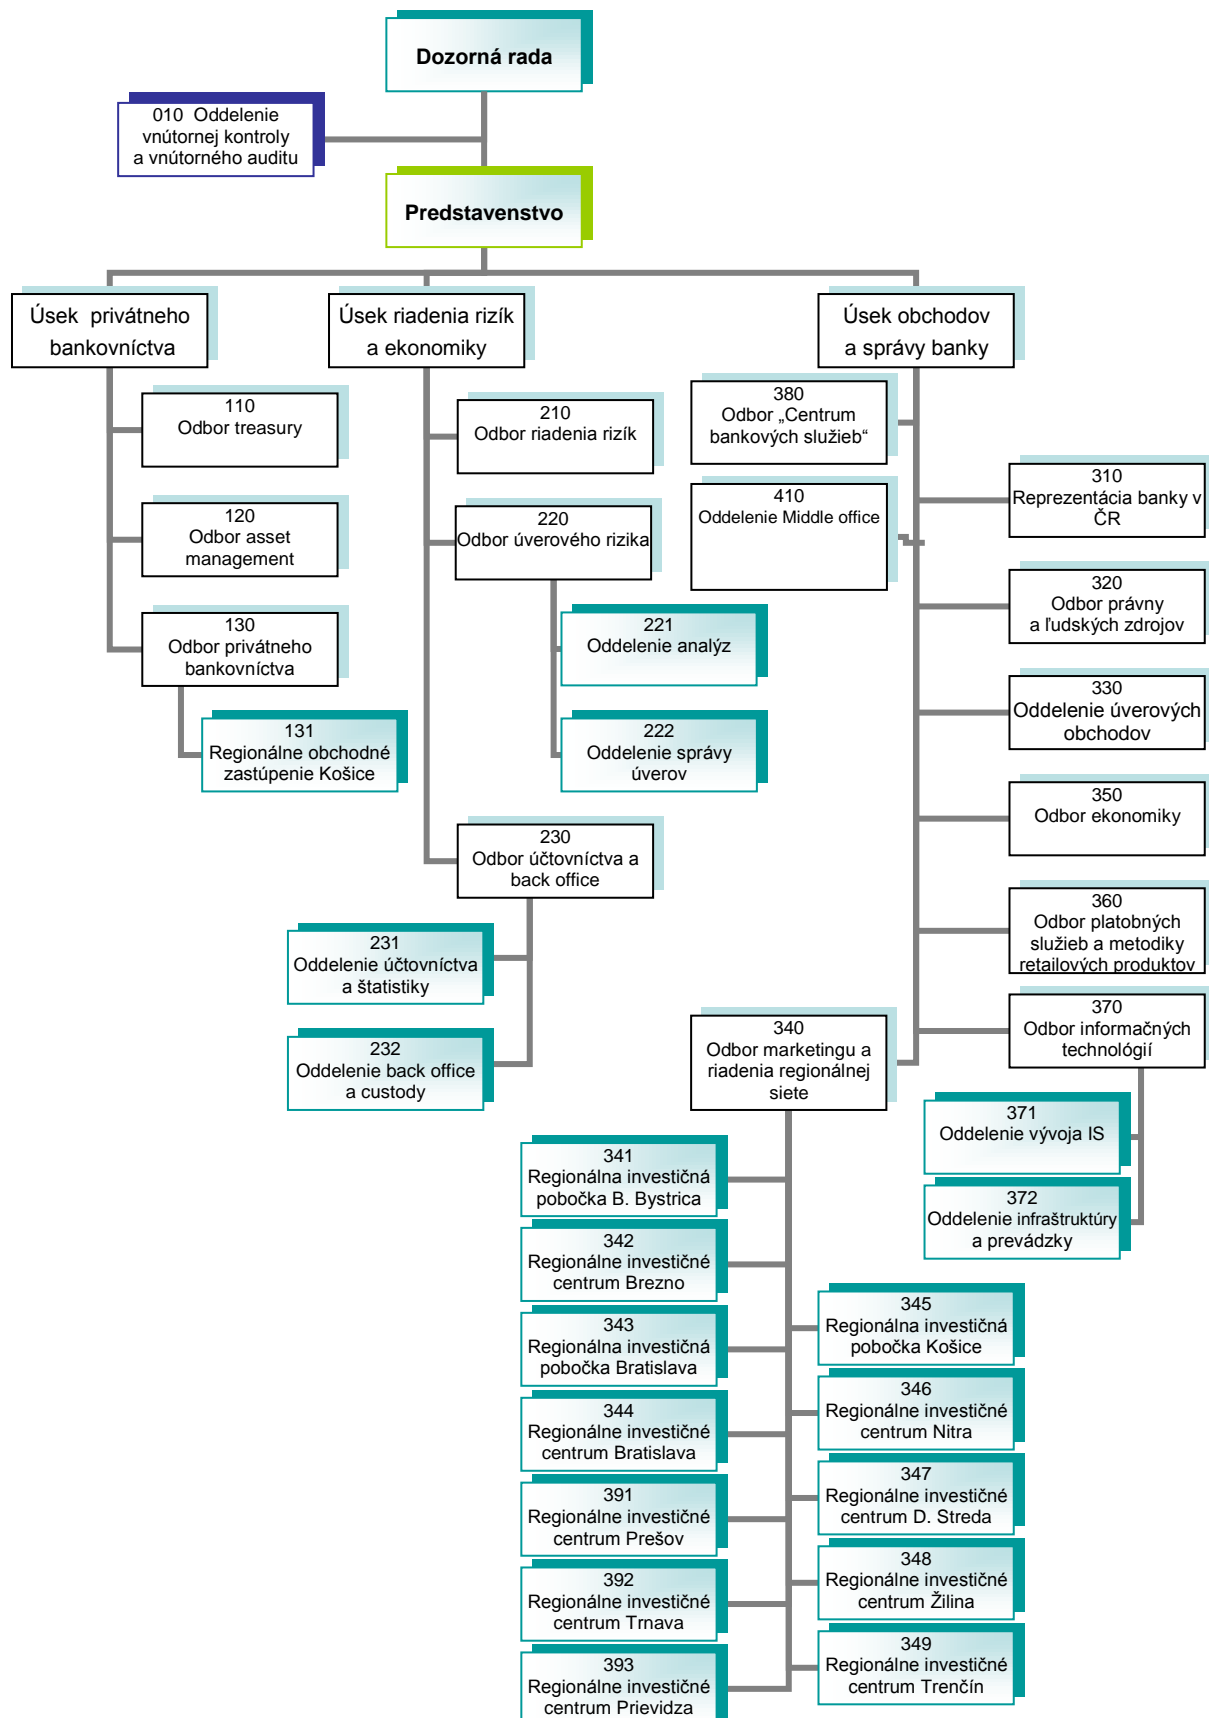 Dozorná rada
010 Oddelenie
vnútornej kontroly
a vnútorného auditu
Predstavenstvo
Úsek privátneho
bankovníctva
Úsek riadenia rizík
a ekonomiky
Úsek obchodov
a správy banky
110
Odbor treasury
120
Odbor asset
management
130
Odbor privátneho
bankovníctva
131
Regionálne obchodné
zastúpenie Košice
210
Odbor riadenia rizík
220
Odbor úverového rizika
221
Oddelenie analýz
222
Oddelenie správy
úverov
230
Odbor účtovníctva a
back office
231
Oddelenie účtovníctva
a štatistiky
232
Oddelenie back office
a custody
380
Odbor „Centrum
bankových služieb“
410
Oddelenie Middle office
310
Reprezentácia banky v
ČR
320
Odbor právny
a ľudských zdrojov
330
Oddelenie úverových
obchodov
350
Odbor ekonomiky
360
Odbor platobných
služieb a metodiky
retailových produktov
370
Odbor informačných
technológií
371
Oddelenie vývoja IS
372
Oddelenie infraštruktúry
a prevádzky
340
Odbor marketingu a
riadenia regionálnej
siete
341
Regionálna investičná
pobočka B. Bystrica
342
Regionálne investičné
centrum Brezno
343
Regionálna investičná
pobočka Bratislava
344
Regionálne investičné
centrum Bratislava
391
Regionálne investičné
centrum Prešov
392
Regionálne investičné
centrum Trnava
393
Regionálne investičné
centrum Prievidza
345
Regionálna investičná
pobočka Košice
346
Regionálne investičné
centrum Nitra
347
Regionálne investičné
centrum D. Streda
348
Regionálne investičné
centrum Žilina
349
Regionálne investičné
centrum Trenčín